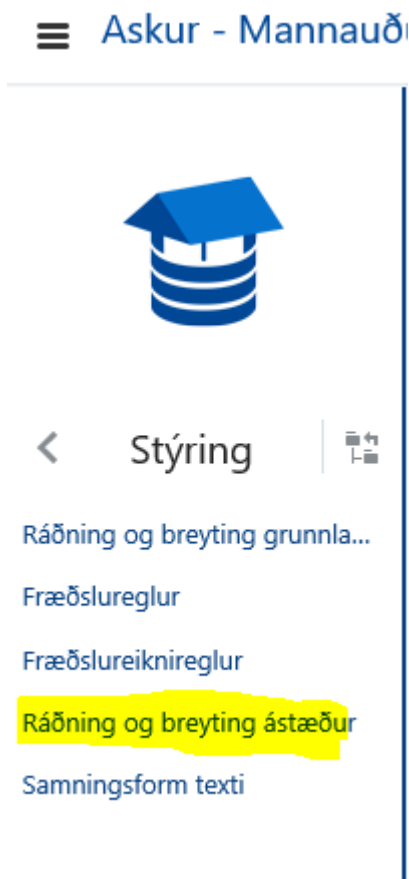 Askur - Mannauð
Stýring
Ráðning og breyting grunnla...
Fræðslureglur
Fræðslureiknireglur
Ráðning og breyting ástæður
Samningsform texti